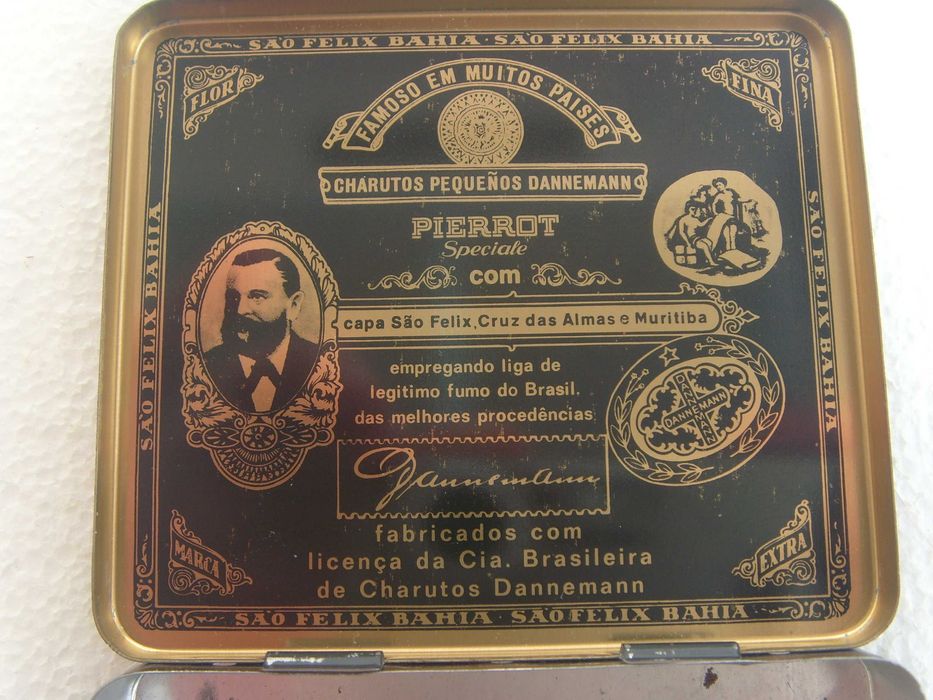 SÃO FELIX BAHIA · SÃO FELIX BAHIA
FLOR
FINA
FAMOSO EM MUITOS PAISES
CHARUTOS PEQUEÑOS DANNEMANN
PIERROT
Speciale
com
capa São Felix, Cruz das Almas e Muritiba
empregando liga de
legitimo fumo do Brasil.
das melhores procedências
DANNEMANN
DANNEMANN
Dannemann
fabricados com
licença da Cia. Brasileira
de Charutos Dannemann
MARCA
EXTRA
SÃO FELIX BAHIA
SÃO FELIX BAHIA
SÃO FELIX BAHIA · SÃO FELIX BAHIA